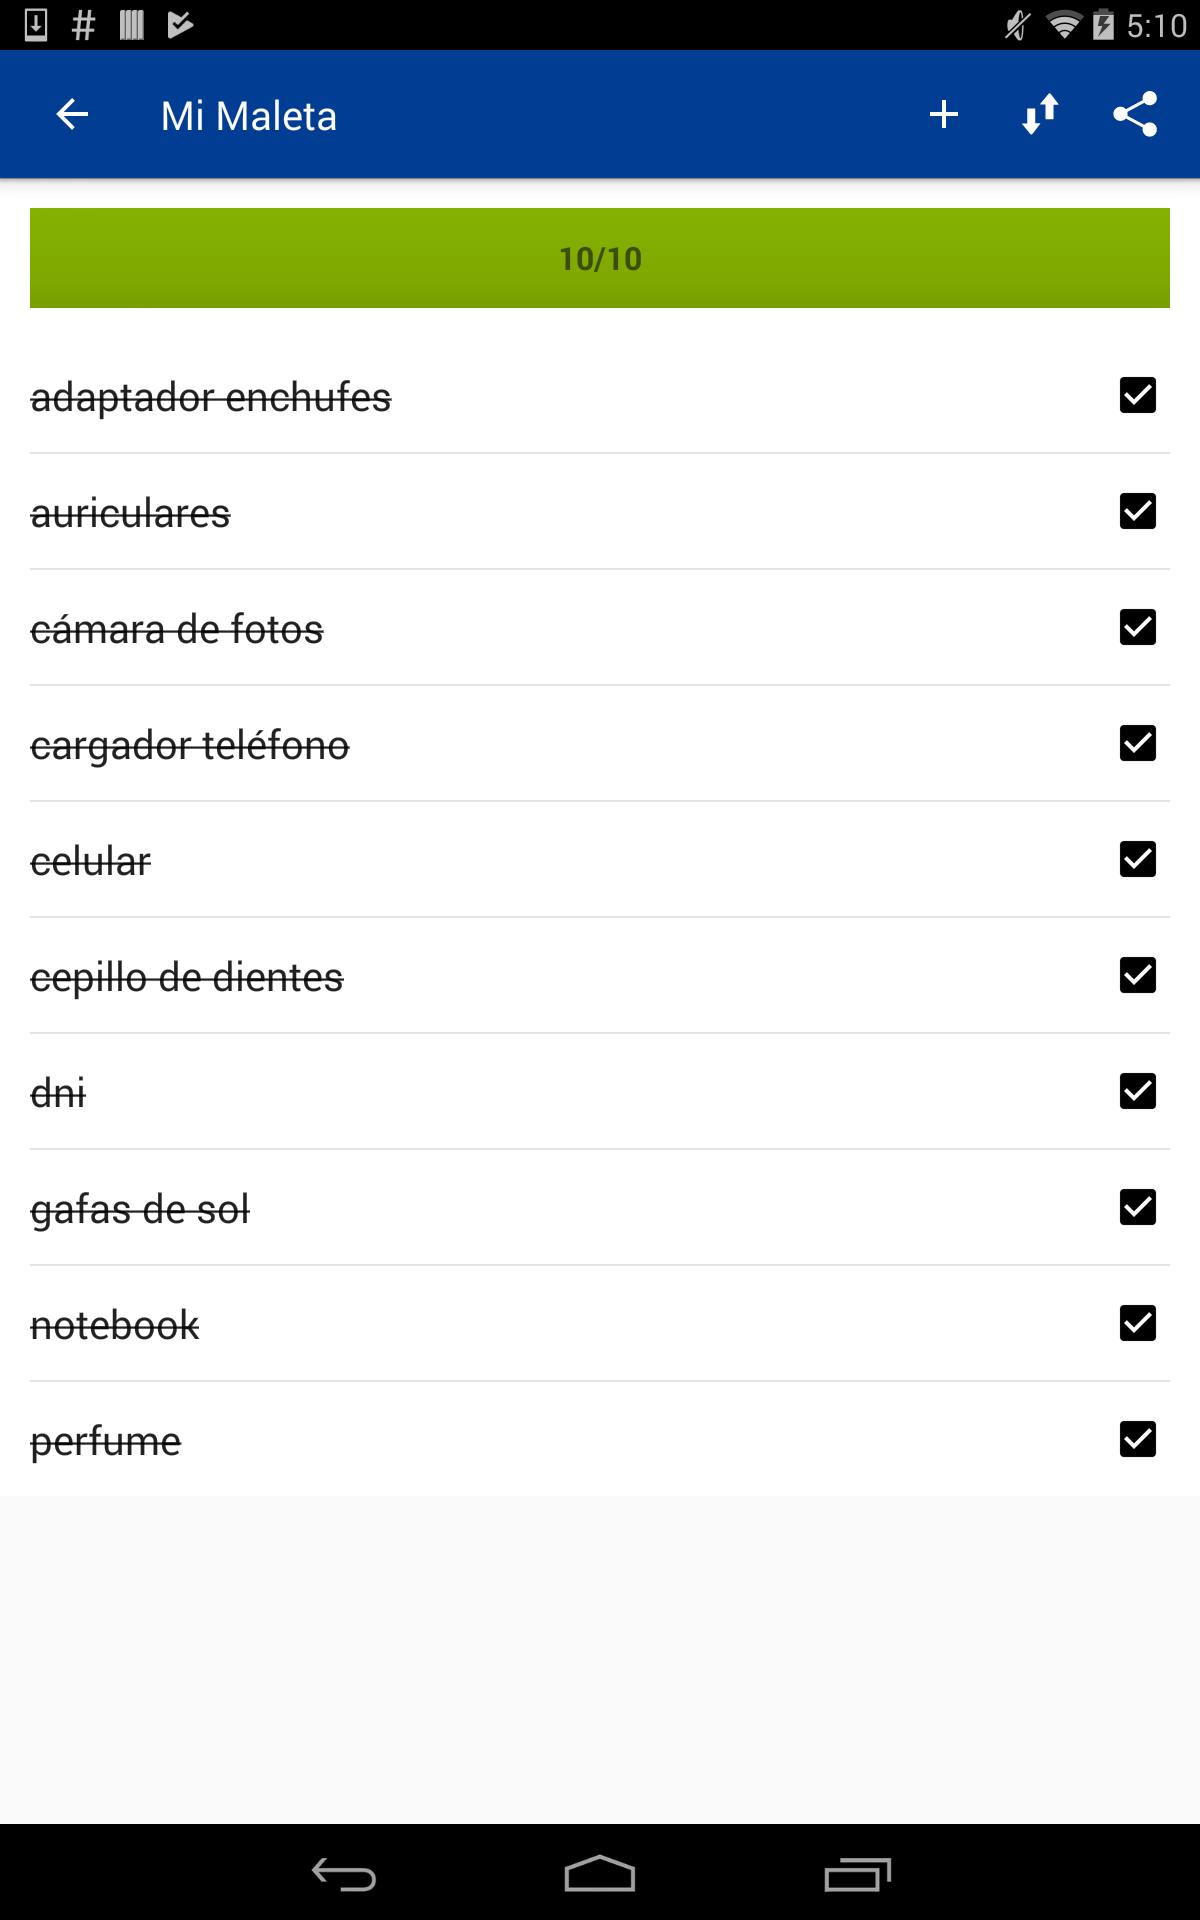 5:10
Mi Maleta
10/10
adaptador enchufes
auriculares
cámara de fotos
cargador teléfono
celular
cepillo de dientes
dni
gafas de sol
notebook
perfume